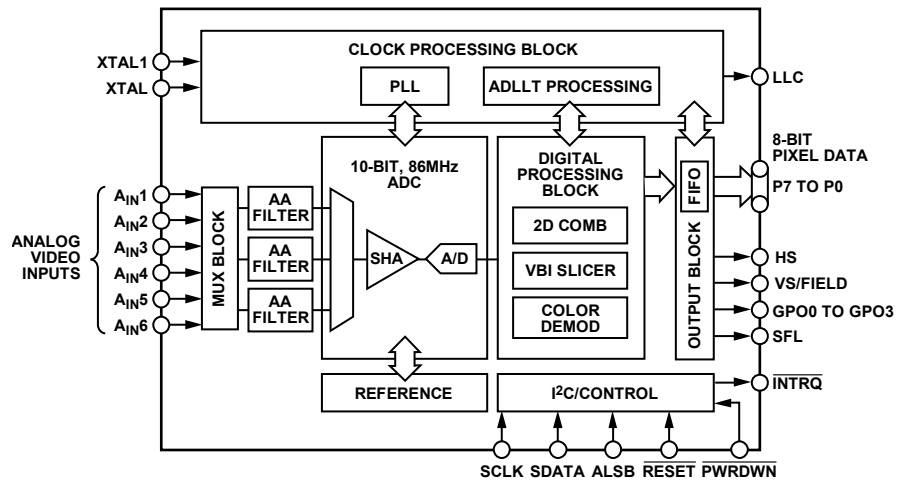 CLOCK PROCESSING BLOCK
XTAL1
XTAL
PLL
ADLLT PROCESSING
LLC
10-BIT, 86MHz
ADC
DIGITAL
PROCESSING
BLOCK
OUTPUT BLOCK
FIFO
8-BIT
PIXEL DATA
P7 TO P0
ANALOG
VIDEO
INPUTS
AIN1
AIN2
AIN3
AIN4
AIN5
AIN6
MUX BLOCK
AA
FILTER
AA
FILTER
AA
FILTER
SHA
A/D
2D COMB
VBI SLICER
COLOR
DEMOD
HS
VS/FIELD
GPO0 TO GPO3
SFL
REFERENCE
I2C/CONTROL
INTRQ
SCLK SDATA ALSB RESET PWRDWN